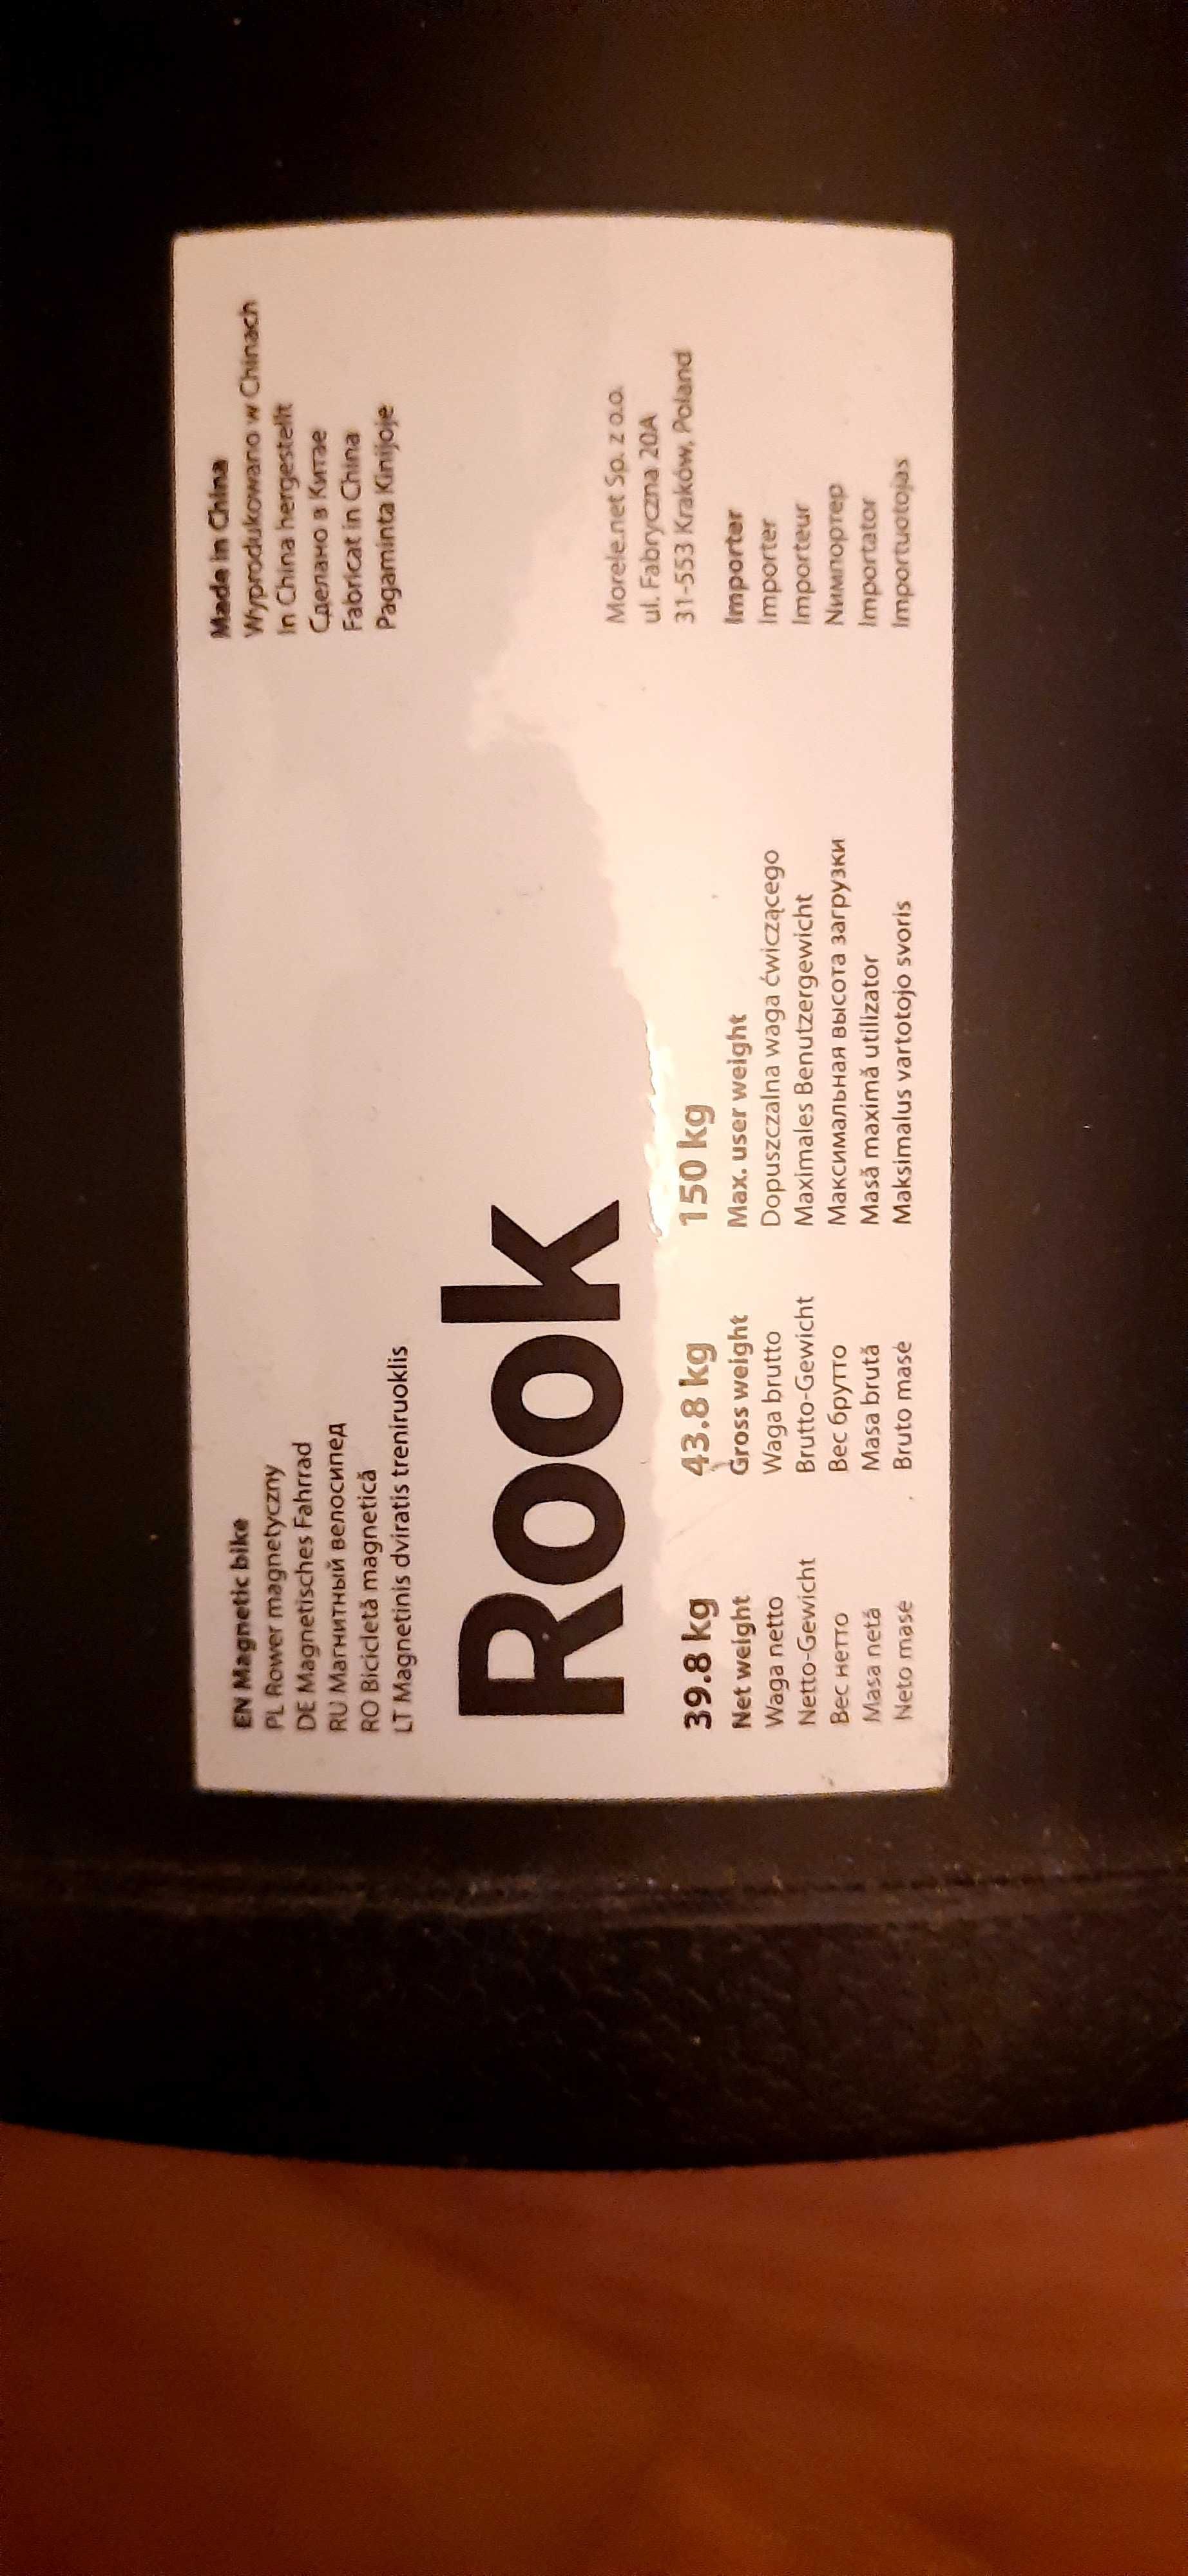 EN Magnetic bike
PL Rower magnetyczny
DE Magnetisches Fahrrad
RU Магнитный велосипед
RO Bicicletă magnetică
LT Magnetinis dviratis treniruoklis
Made in China
Wyprodukowano w Chinach
In China hergestellt
Сделано в Китае
Fabricat in China
Pagaminta Kinijoje
Rook
39.8 kg
Net weight
Waga netto
Netto-Gewicht
Вес нетто
Masa netă
Neto masė
43.8 kg
Gross weight
Waga brutto
Brutto-Gewicht
Вес брутто
Masa brută
Bruto masė
150 kg
Max. user weight
Dopuszczalna waga ćwiczącego
Maximales Benutzergewicht
Максимальная высота загрузки
Masă maximă utilizator
Maksimalus vartotojo svoris
Morele.net Sp. z o.o.
ul. Fabryczna 20A
31-553 Kraków, Poland
Importer
Importer
Importeur
Nимпортер
Importator
Importuotojas